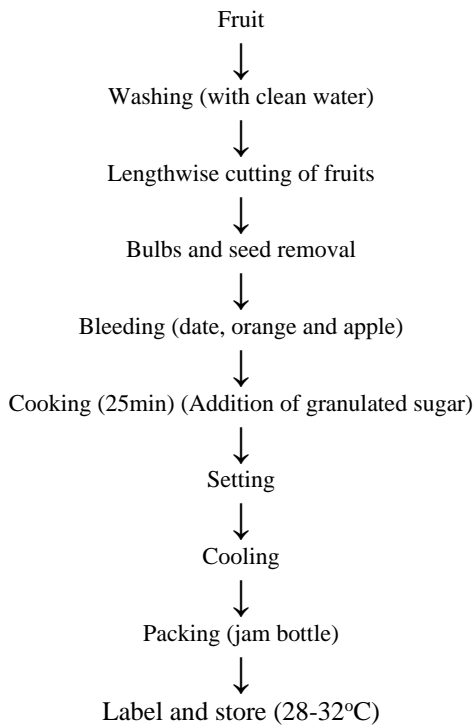 Fruit
Washing (with clean water)
Lengthwise cutting of fruits
Bulbs and seed removal
Bleeding (date, orange and apple)
Cooking (25min) (Addition of granulated sugar)
Setting
Cooling
Packing (jam bottle)
Label and store (28-32°C)